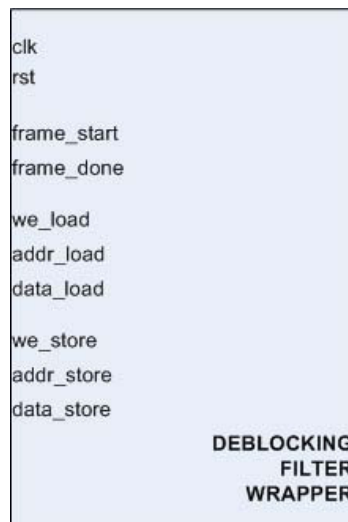 clk
rst
frame_start
frame_done
we_load
addr_load
data_load
we_store
addr_store
data_store
DEBLOCKING
FILTER
WRAPPER